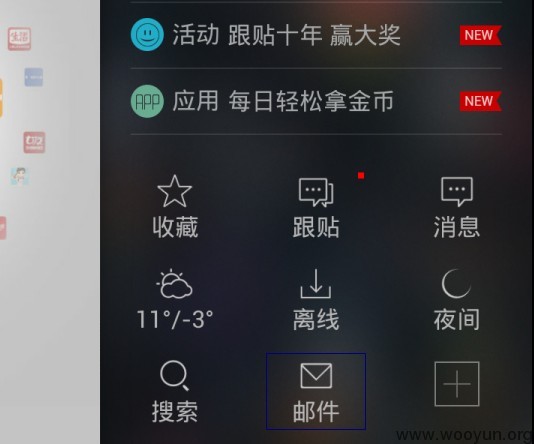 活动 跟贴十年 赢大奖 NEW
APP 应用 每日轻松拿金币 NEW
收藏 跟贴 消息
11°/-3° 离线 夜间
搜索 邮件
www.wooyun.org